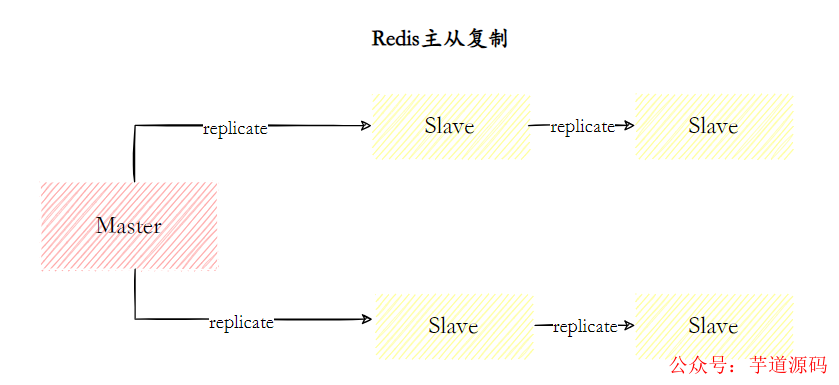 Redis主从复制
replicate
Slave
replicate
Slave
Master
replicate
Slave
replicate
Slave
公众号：芋道源码